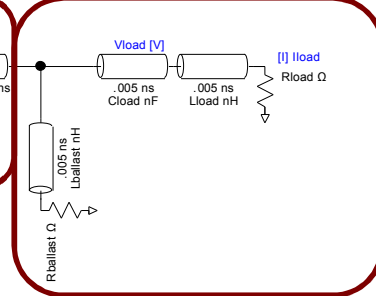 Vload [V]
[I] Iload
Rload Ω
ns
.005 ns
Cload nF
.005 ns
Lload nH
.005 ns
Lballast nH
Rballast Ω